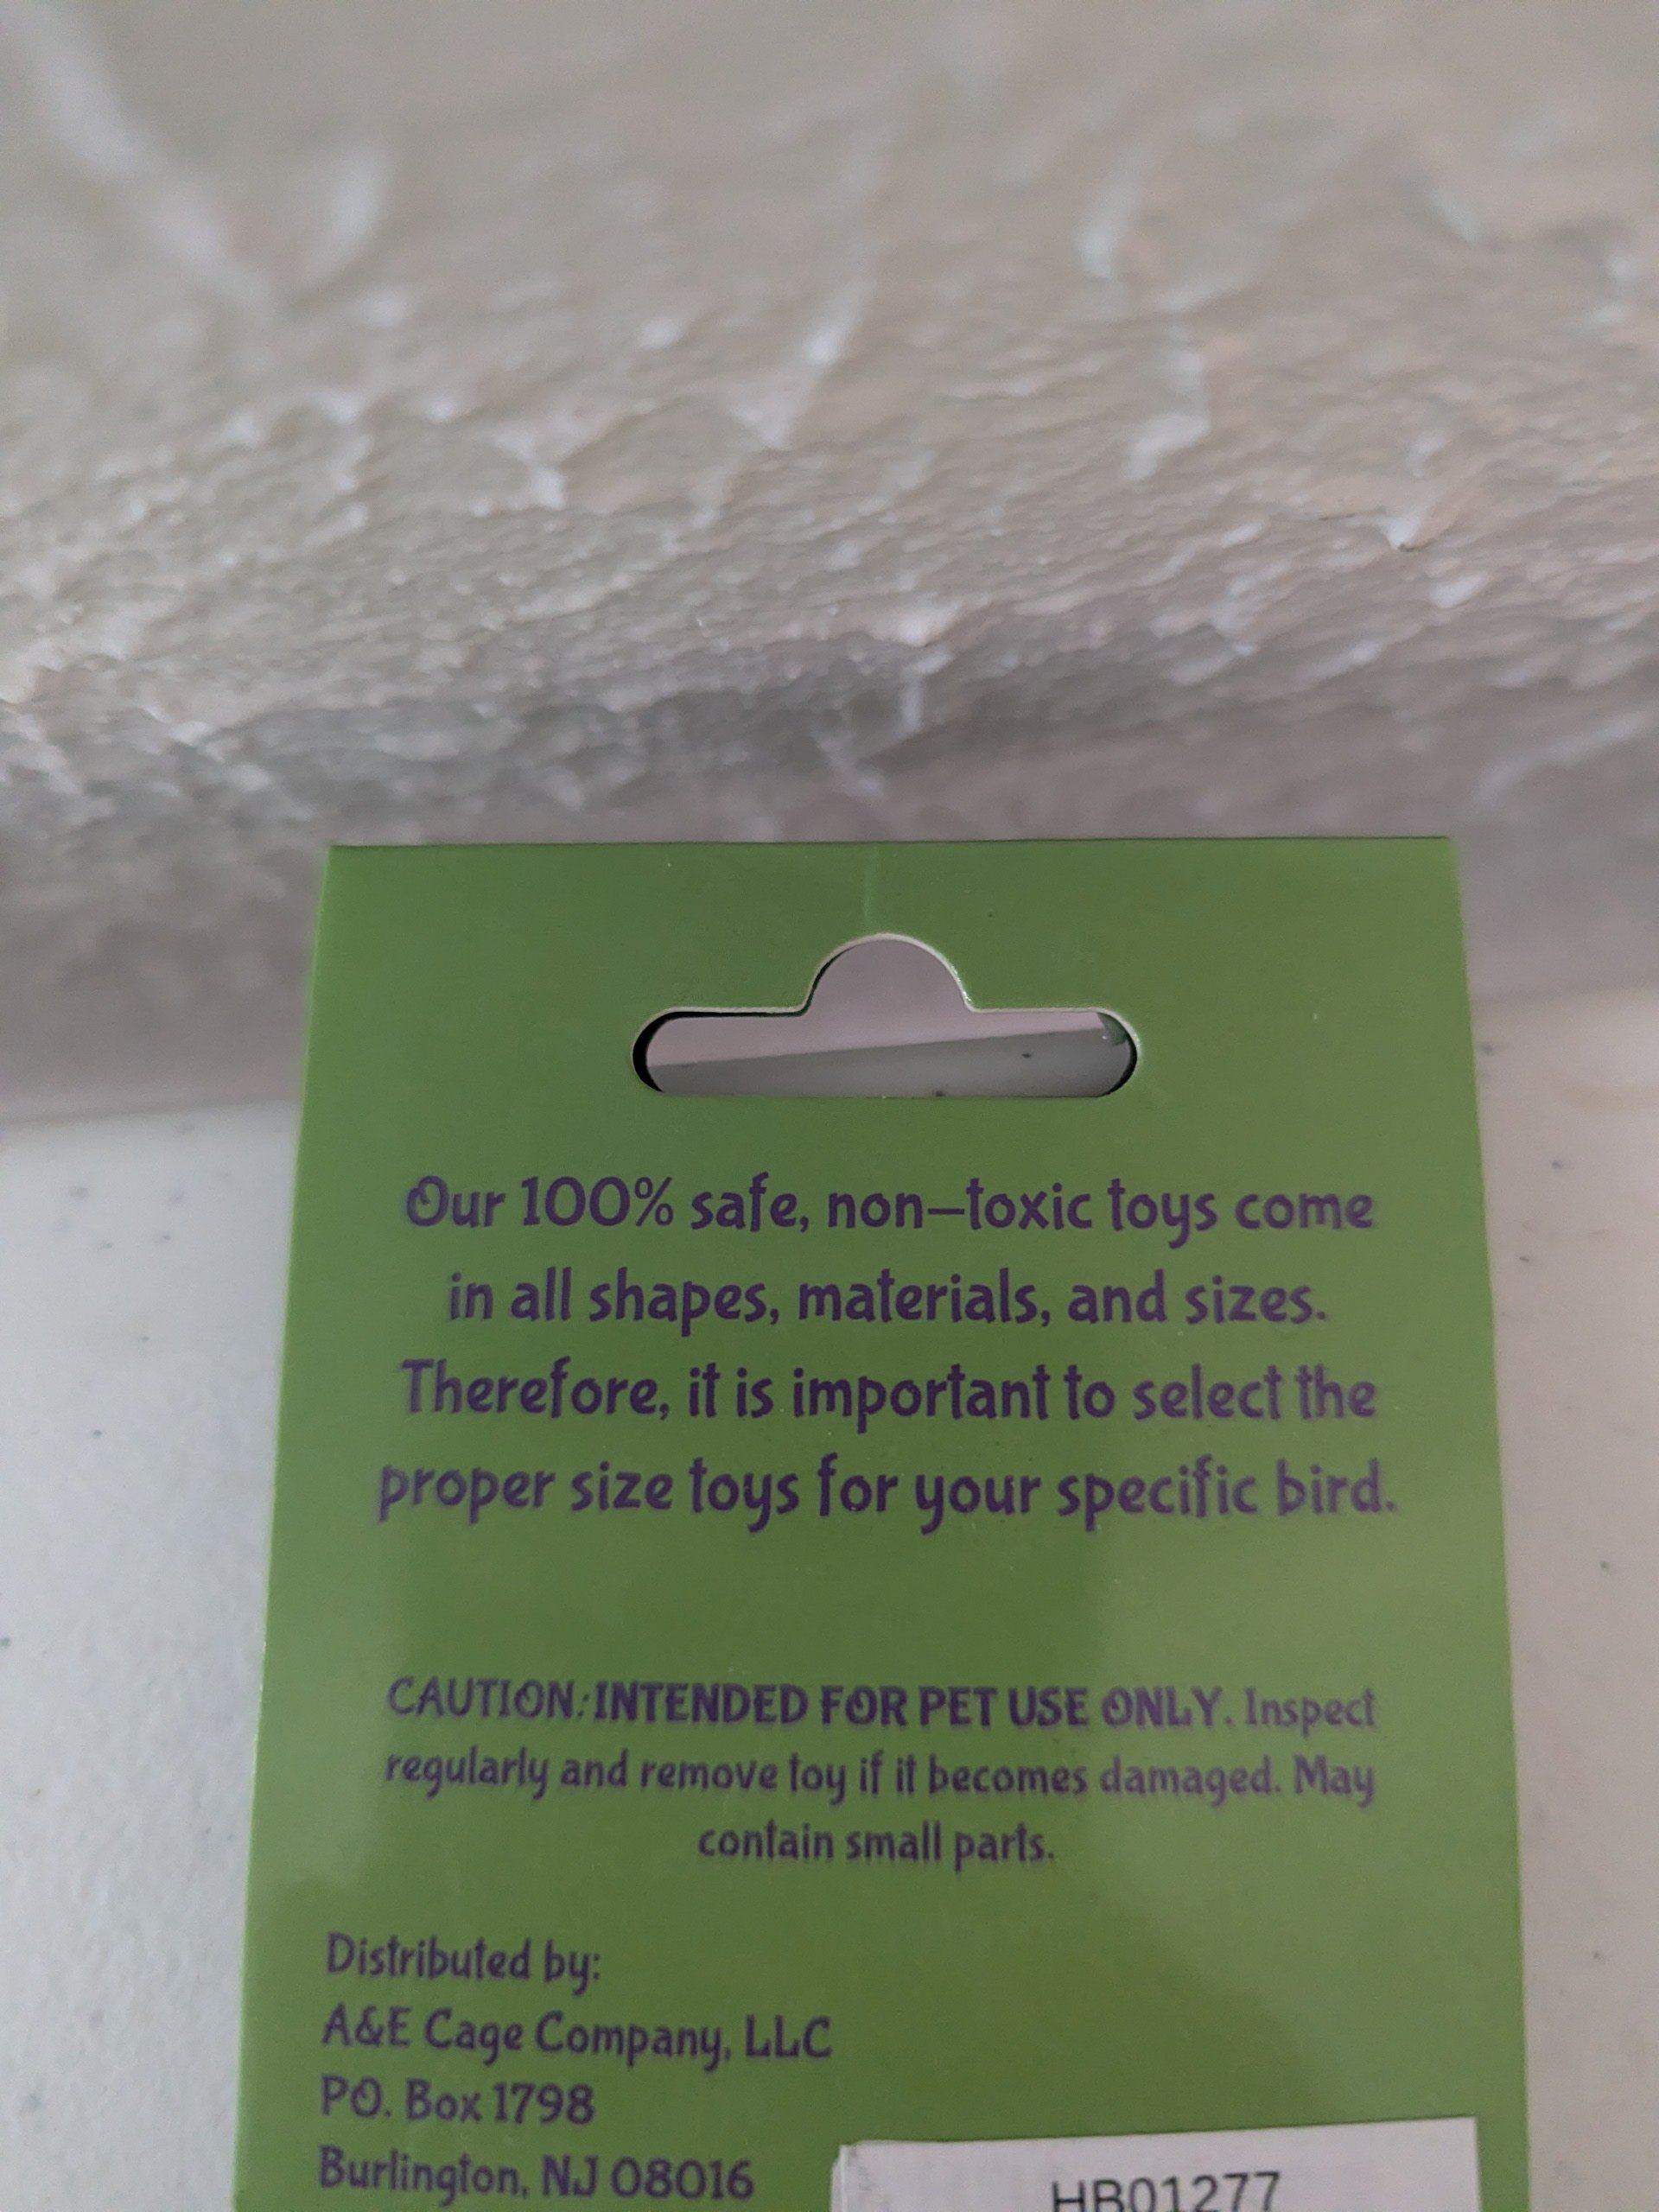 Our 100% safe, non-toxic toys come
in all shapes, materials, and sizes.
Therefore, it is important to select the
proper size toys for your specific bird.
CAUTION: INTENDED FOR PET USE ONLY. Inspect
regularly and remove toy if it becomes damaged. May
contain small parts.
Distributed by:
A&E Cage Company, LLC
PO. Box 1798
Burlington, NJ 08016
HB01277